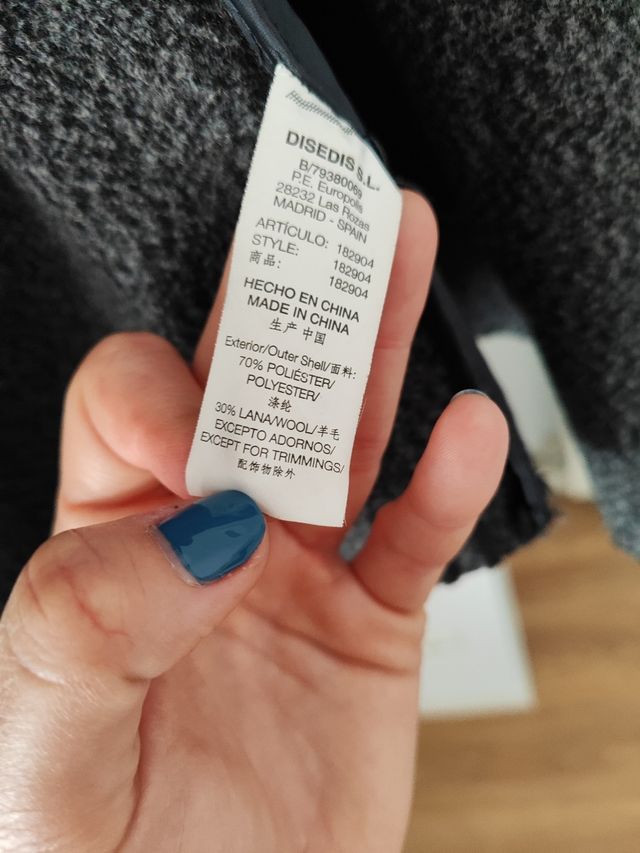 DISEDIS S.L.
B/79380069
P.E. Europolis
28232 Las Rozas
MADRID - SPAIN
ARTÍCULO: 182904
STYLE: 182904
商品: 182904
HECHO EN CHINA
MADE IN CHINA
生产 中国
Exterior/Outer Shell/面料:
70% POLIÉSTER/
POLYESTER/
涤纶
30% LANA/WOOL/羊毛
EXCEPTO ADORNOS/
EXCEPT FOR TRIMMINGS/
配饰物除外